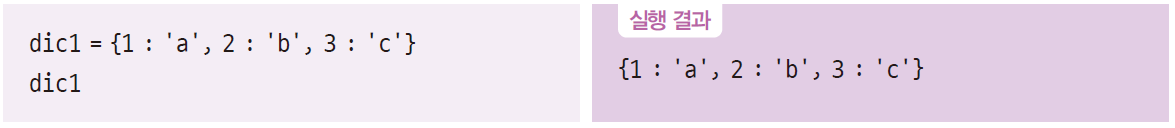 dic1 = {1 : 'a', 2 : 'b', 3 : 'c'}
dic1
실행 결과
{1 : 'a', 2 : 'b', 3 : 'c'}